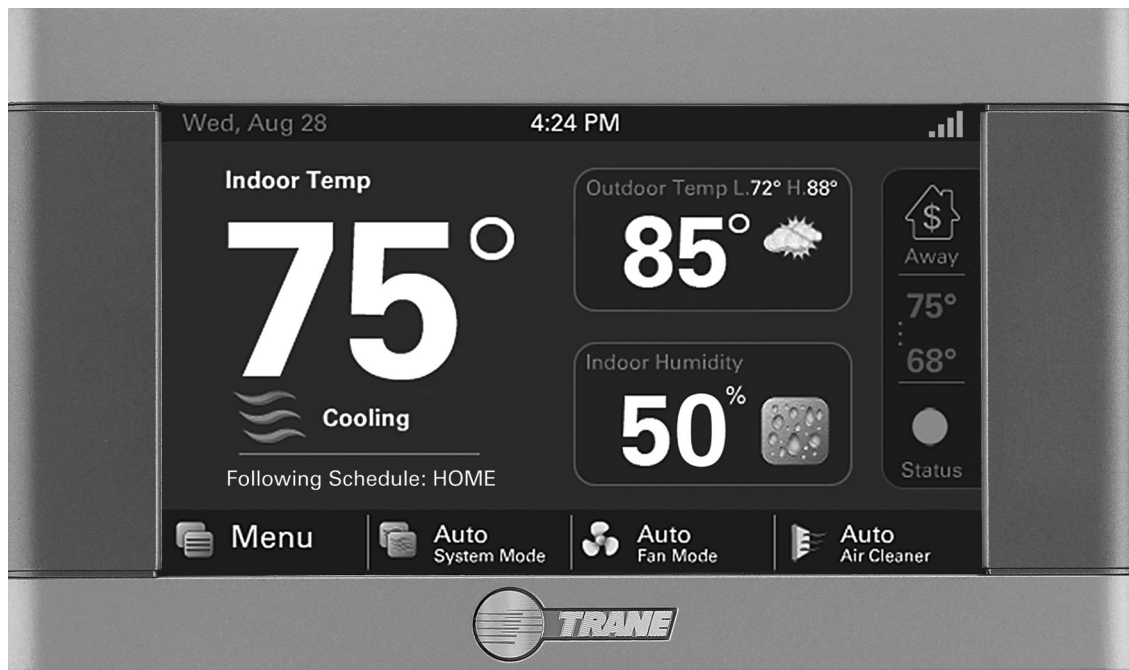 Wed, Aug 28
4:24 PM
Indoor Temp
75°
Cooling
Following Schedule: HOME
Outdoor Temp L.72° H.88°
85°
Indoor Humidity
50%
$
Away
75°
68°
Status
Menu
Auto
System Mode
Auto
Fan Mode
Auto
Air Cleaner
TRANE